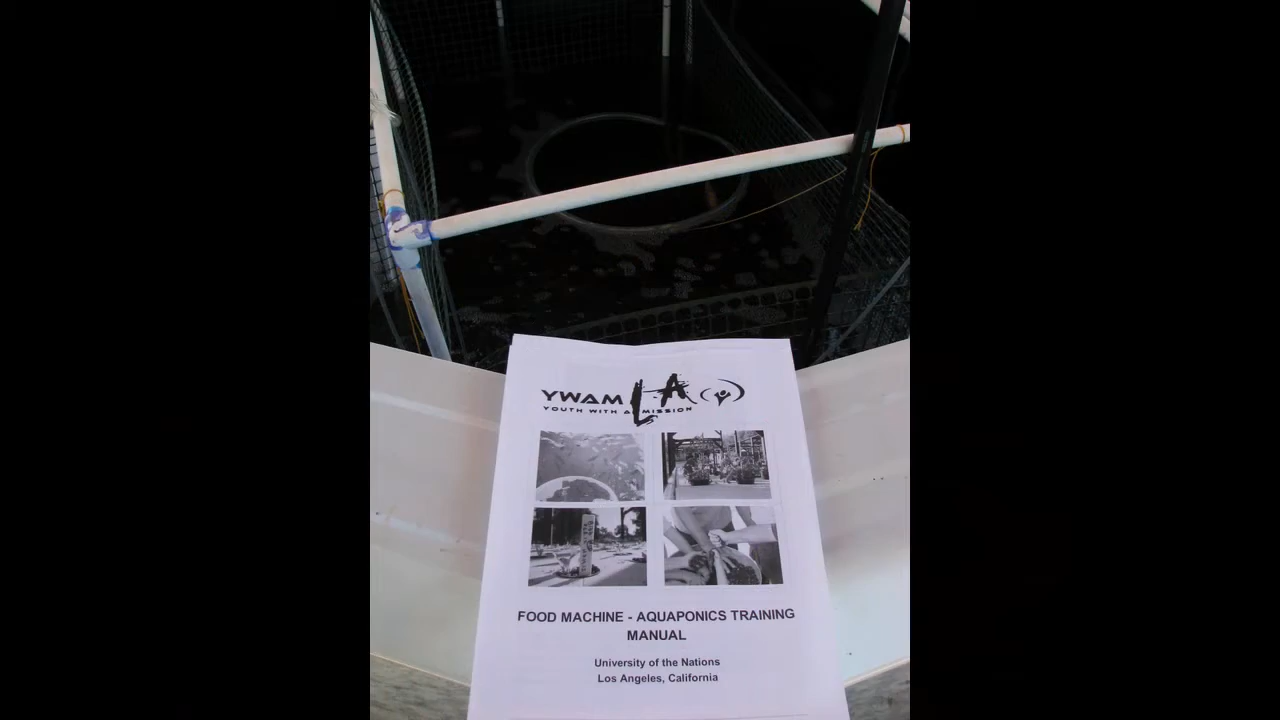 YWAM LA
YOUTH WITH A MISSION
FOOD MACHINE - AQUAPONICS TRAINING
MANUAL
University of the Nations
Los Angeles, California